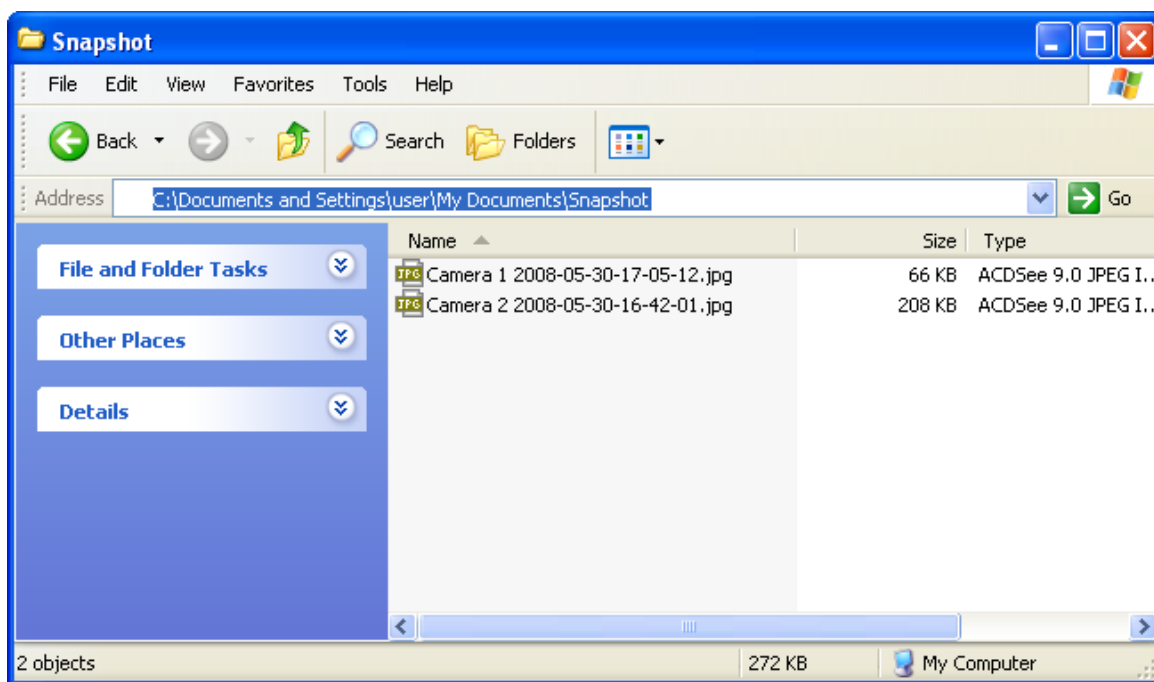 Snapshot
File Edit View Favorites Tools Help
Back Search Folders
Address C:\Documents and Settings\user\My Documents\Snapshot Go
Name Size Type
File and Folder Tasks
Other Places
Details
JPG Camera 1 2008-05-30-17-05-12.jpg 66 KB ACDSee 9.0 JPEG I..
JPG Camera 2 2008-05-30-16-42-01.jpg 208 KB ACDSee 9.0 JPEG I..
2 objects 272 KB My Computer